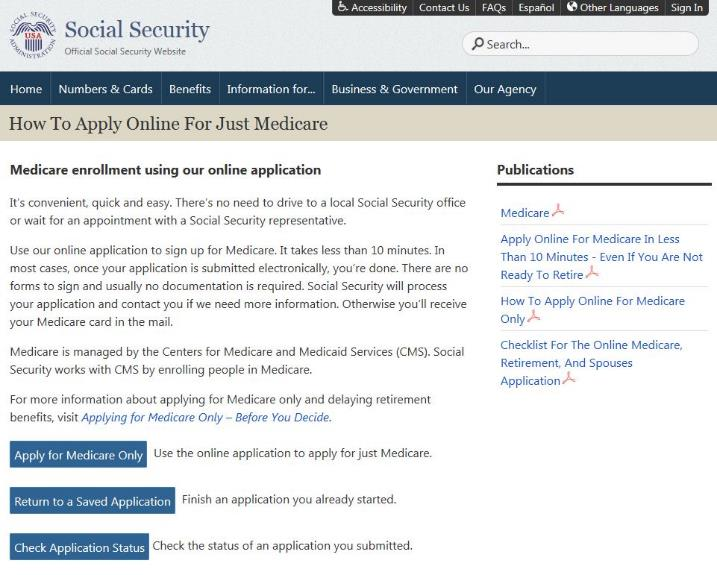 Accessibility Contact Us FAQs Español Other Languages Sign In
SOCIAL SECURITY ADMINISTRATION
USA
Social Security
Official Social Security Website
Search...
Home Numbers & Cards Benefits Information for... Business & Government Our Agency
How To Apply Online For Just Medicare
Medicare enrollment using our online application
It's convenient, quick and easy. There's no need to drive to a local Social Security office
or wait for an appointment with a Social Security representative.
Use our online application to sign up for Medicare. It takes less than 10 minutes. In
most cases, once your application is submitted electronically, you're done. There are no
forms to sign and usually no documentation is required. Social Security will process
your application and contact you if we need more information. Otherwise you'll receive
your Medicare card in the mail.
Medicare is managed by the Centers for Medicare and Medicaid Services (CMS). Social
Security works with CMS by enrolling people in Medicare.
For more information about applying for Medicare only and delaying retirement
benefits, visit Applying for Medicare Only – Before You Decide.
Apply for Medicare Only Use the online application to apply for just Medicare.
Return to a Saved Application Finish an application you already started.
Check Application Status Check the status of an application you submitted.
Publications
Medicare
Apply Online For Medicare In Less
Than 10 Minutes - Even If You Are Not
Ready To Retire
How To Apply Online For Medicare
Only
Checklist For The Online Medicare,
Retirement, And Spouses
Application